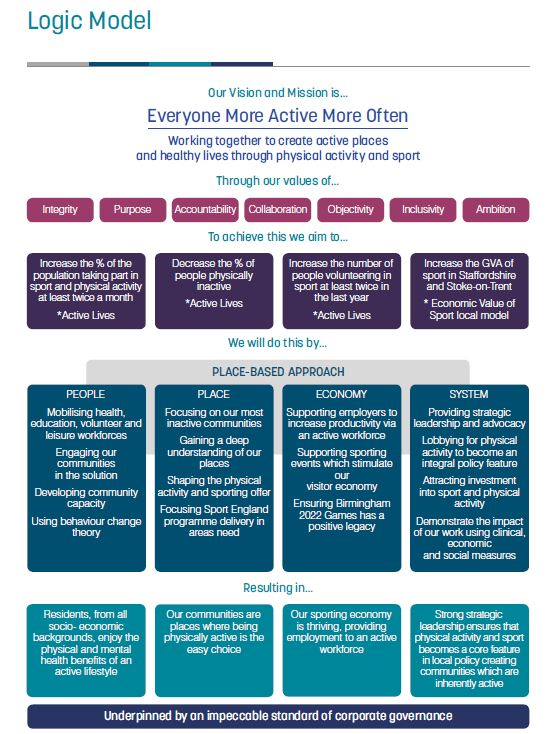 Logic Model
Our Vision and Mission is...
Everyone More Active More Often
Working together to create active places
and healthy lives through physical activity and sport
Through our values of...
Integrity
Purpose
Accountability
Collaboration
Objectivity
Inclusivity
Ambition
To achieve this we aim to...
Increase the % of the
population taking part in
sport and physical activity
at least twice a month
*Active Lives
Decrease the % of
people physically
inactive
*Active Lives
Increase the number of
people volunteering in
sport at least twice in
the last year
*Active Lives
Increase the GVA of
sport in Staffordshire
and Stoke-on-Trent
* Economic Value of
Sport local model
We will do this by...
PLACE-BASED APPROACH
PEOPLE
Mobilising health,
education, volunteer and
leisure workforces
Engaging our
communities
in the solution
Developing community
capacity
Using behaviour change
theory
PLACE
Focusing on our most
inactive communities
Gaining a deep
understanding of our
places
Shaping the physical
activity and sporting offer
Focusing Sport England
programme delivery in
areas need
ECONOMY
Supporting employers to
increase productivity via
an active workforce
Supporting sporting
events which stimulate
our
visitor economy
Ensuring Birmingham
2022 Games has a
positive legacy
SYSTEM
Providing strategic
leadership and advocacy
Lobbying for physical
activity to become an
integral policy feature
Attracting investment
into sport and physical
activity
Demonstrate the impact
of our work using clinical,
economic
and social measures
Resulting in...
Residents, from all
socio- economic
backgrounds, enjoy the
physical and mental
health benefits of an
active lifestyle
Our communities are
places where being
physically active is the
easy choice
Our sporting economy
is thriving, providing
employment to an active
workforce
Strong strategic
leadership ensures that
physical activity and sport
becomes a core feature
in local policy creating
communities which are
inherently active
Underpinned by an impeccable standard of corporate governance